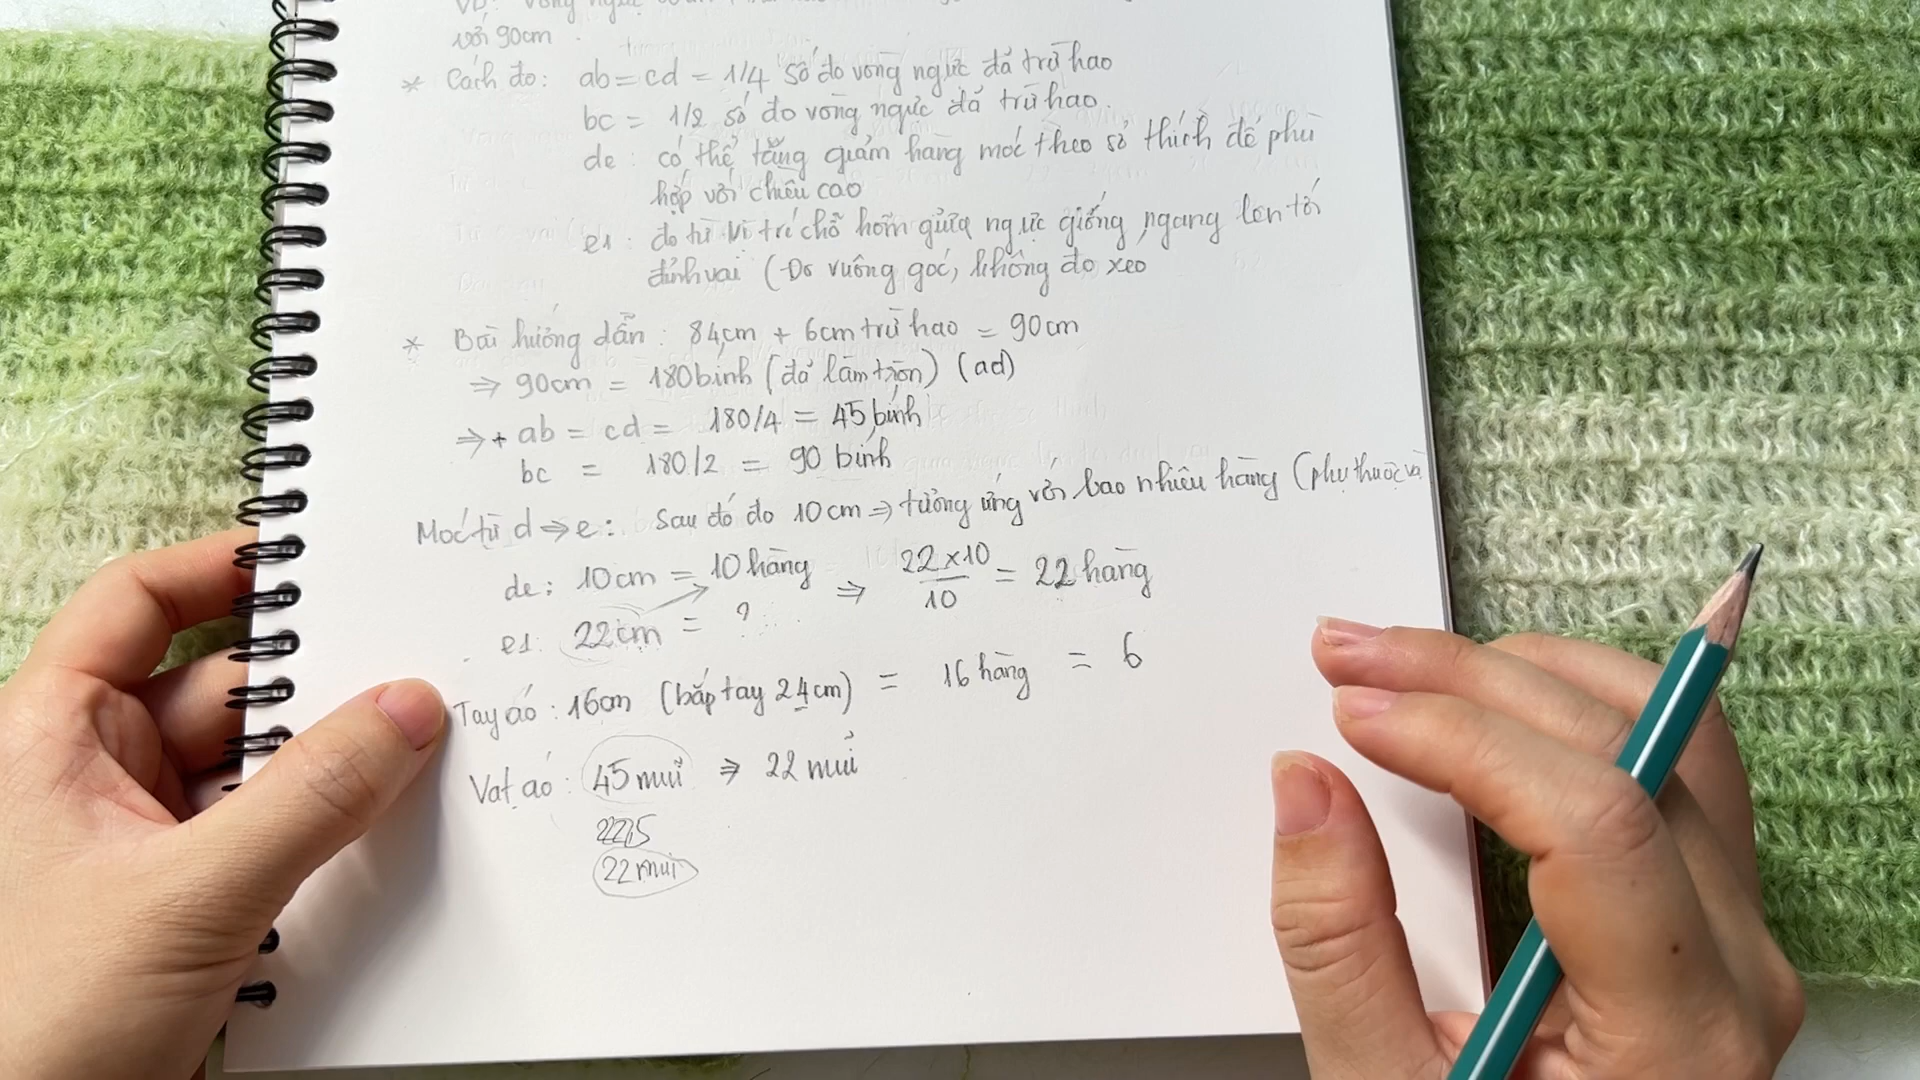 với 90cm
* Cách đo: ab = cd = 1/4 số đo vòng ngực đã trừ hao
bc = 1/2 số đo vòng ngực đã trừ hao.
de: có thể tăng giảm hàng móc theo sở thích để phù
hợp với chiều cao
e1: đo từ vị trí chỗ hõm giữa ngực gióng ngang lên tới
đỉnh vai (Đo vuông góc, không đo xéo
* Bài hướng dẫn: 84cm + 6cm trừ hao = 90cm
⇒ 90cm = 180 bính (đã làm tròn) (ad)
⇒ + ab = cd = 180/4 = 45 bính
bc = 180/2 = 90 bính
Móc từ d ⇒ e: Sau đó đo 10cm ⇒ tương ứng với bao nhiêu hàng (phụ thuộc và
de: 10cm = 10 hàng ⇒ 22 x 10 / 10 = 22 hàng
e1: 22cm = ?
Tay áo: 16cm (bắp tay 24cm) = 16 hàng = 6
Vạt áo: 45 mũi ⇒ 22 mũi
22,5
22 mũi